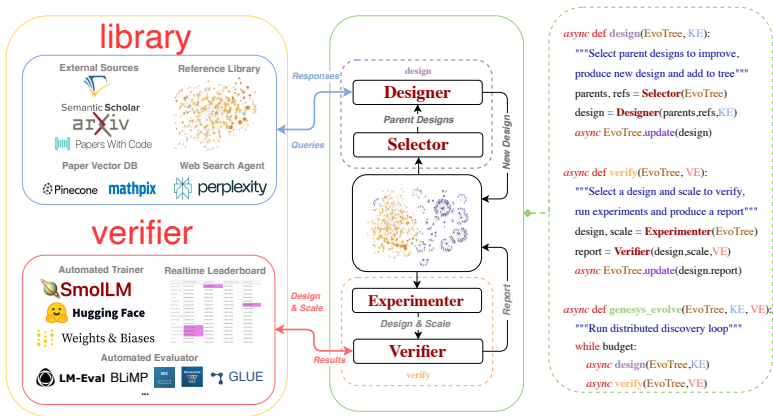 library
External Sources
Reference Library
Semantic Scholar
arXiv
Papers With Code
Paper Vector DB
Web Search Agent
Pinecone
mathpix
perplexity
verifier
Automated Trainer
Realtime Leaderboard
SmolLM
Hugging Face
Weights & Biases
Automated Evaluator
LM-Eval
BLiMP
GLUE
...
Responses
Queries
Design
& Scale
Results
design
Designer
Parent Designs
Selector
New Design
Experimenter
Design & Scale
Verifier
verify
Report
async def design(EvoTree, KE):
"""Select parent designs to improve,
produce new design and add to tree"""
parents, refs = Selector(EvoTree)
design = Designer(parents,refs,KE)
async EvoTree.update(design)
async def verify(EvoTree, VE):
"""Select a design and scale to verify,
run experiments and produce a report"""
design, scale = Experimenter(EvoTree)
report = Verifier(design,scale,VE)
async EvoTree.update(design.report)
async def genesys_evolve(EvoTree, KE, VE):
"""Run distributed discovery loop"""
while budget:
async design(EvoTree,KE)
async verify(EvoTree,VE)